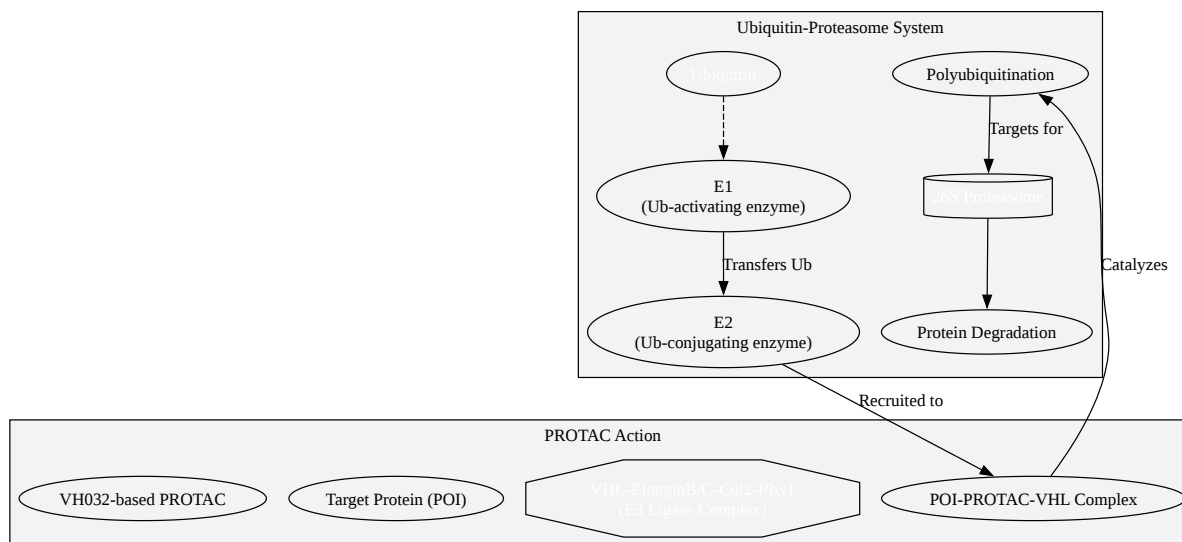 Ubiquitin-Proteasome System
Ubiquitin
Polyubiquitination
Targets for
E1
(Ub-activating enzyme)
26S Proteasome
Transfers Ub
Catalyzes
E2
(Ub-conjugating enzyme)
Protein Degradation
Recruited to
PROTAC Action
VH032-based PROTAC
Target Protein (POI)
VHL-ElonginB/C-Cul2-Rbx1
(E3 Ligase Complex)
POI-PROTAC-VHL Complex